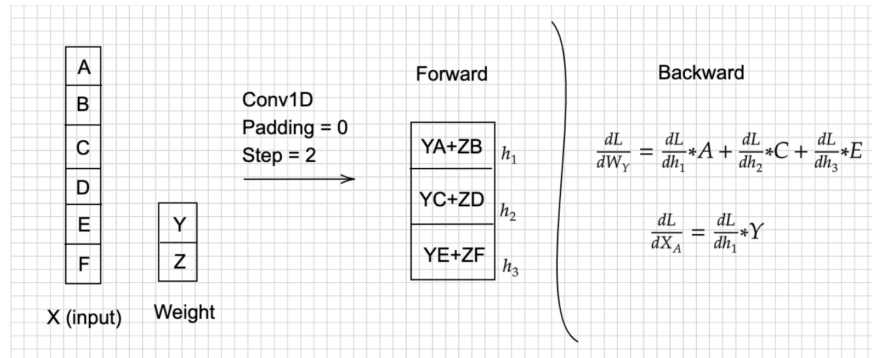 A
B
C
D
E
F
X (input)
Y
Z
Weight
Conv1D
Padding = 0
Step = 2
Forward
YA+ZB h₁
YC+ZD h₂
YE+ZF h₃
Backward
dL/dW_Y = dL/dh₁ * A + dL/dh₂ * C + dL/dh₃ * E
dL/dX_A = dL/dh₁ * Y